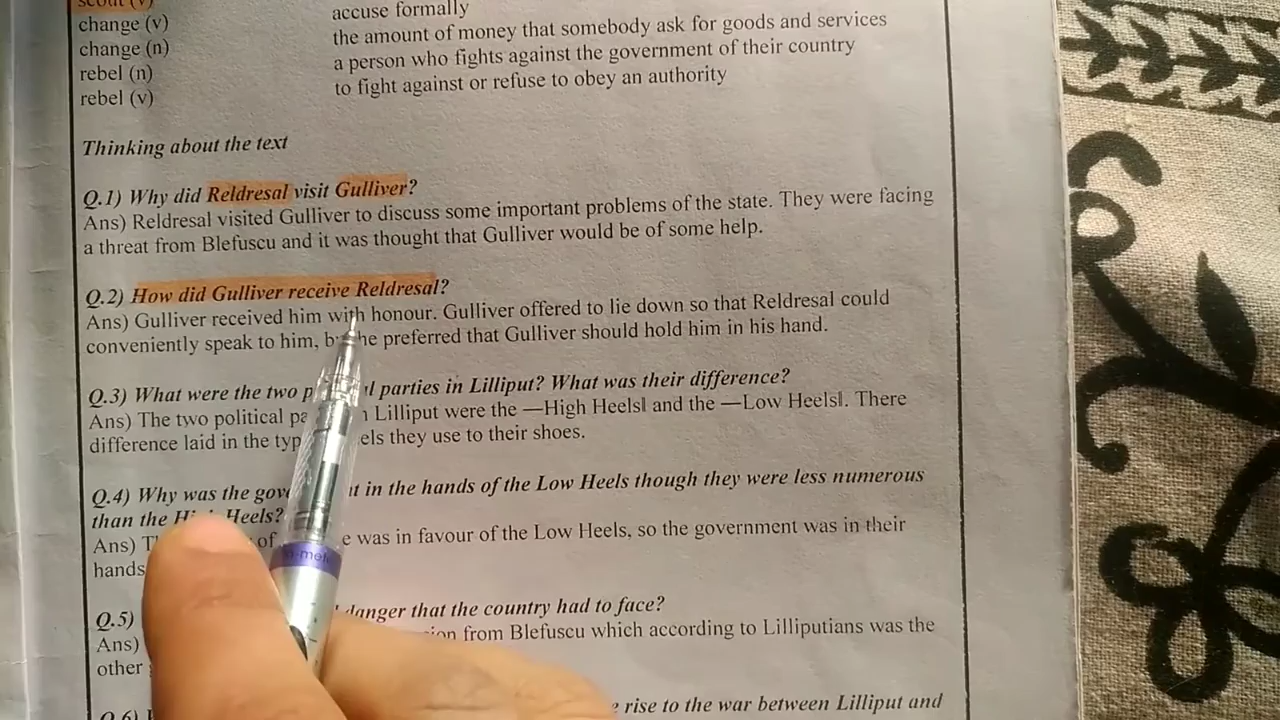 scout (v)
change (v)
change (n)
rebel (n)
rebel (v)
accuse formally
the amount of money that somebody ask for goods and services
a person who fights against the government of their country
to fight against or refuse to obey an authority
Thinking about the text
Q.1) Why did Reldresal visit Gulliver?
Ans) Reldresal visited Gulliver to discuss some important problems of the state. They were facing
a threat from Blefuscu and it was thought that Gulliver would be of some help.
Q.2) How did Gulliver receive Reldresal?
Ans) Gulliver received him with honour. Gulliver offered to lie down so that Reldresal could
conveniently speak to him, he preferred that Gulliver should hold him in his hand.
Q.3) What were the two parties in Lilliput? What was their difference?
Ans) The two political Lilliput were the —High Heels‖ and the —Low Heels‖. There
difference laid in the they use to their shoes.
Q.4) Why was the in the hands of the Low Heels though they were less numerous
than the Heels?
Ans) of was in favour of the Low Heels, so the government was in their
hands
Q.5) danger that the country had to face?
Ans) from Blefuscu which according to Lilliputians was the
other
Q.6) rise to the war between Lilliput and